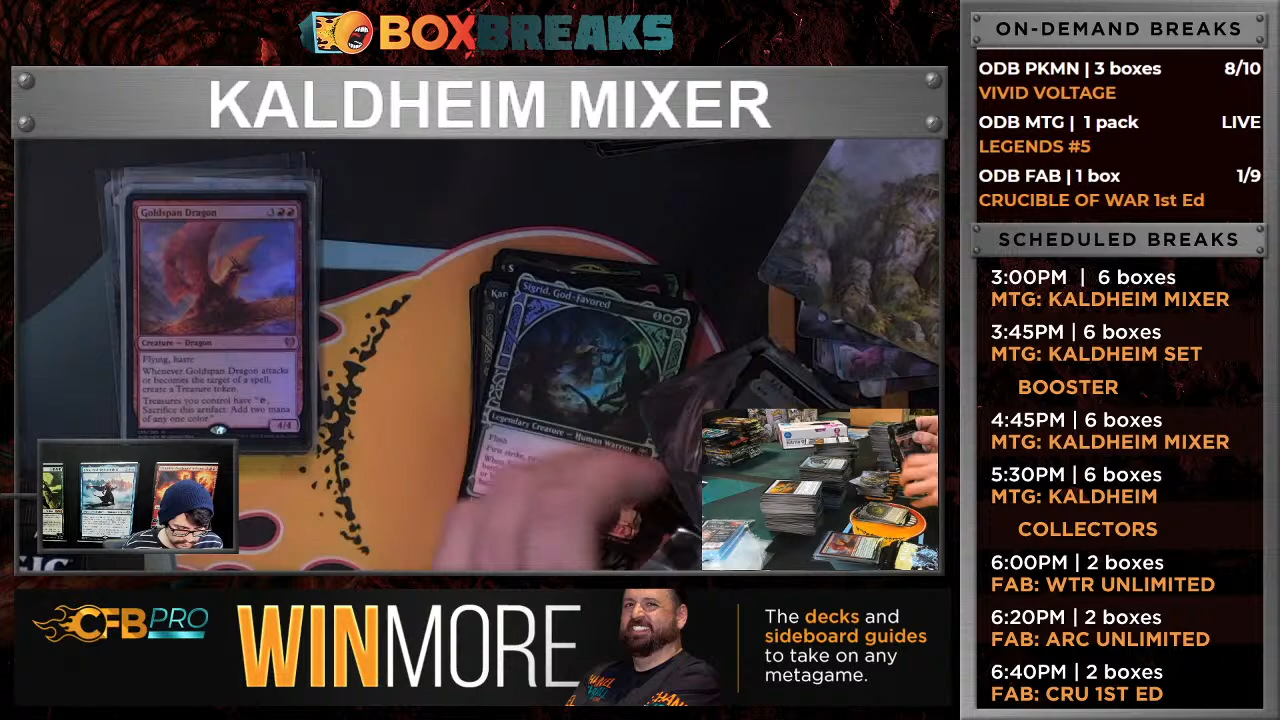 BOXBREAKS
KALDHEIM MIXER
Goldspan Dragon
Creature — Dragon
Flying, haste
Whenever Goldspan Dragon attacks
or becomes the target of a spell,
create a Treasure token.
Treasures you control have
Sacrifice this artifact: Add two mana
of any one color."
4/4
S
Kar
Sigrid, God-Favored
Legendary Creature — Human Warrior
Flash
First strike,
CFB PRO
WINMORE
The decks and
sideboard guides
to take on any
metagame.
ON-DEMAND BREAKS
ODB PKMN | 3 boxes 8/10
VIVID VOLTAGE
ODB MTG | 1 pack LIVE
LEGENDS #5
ODB FAB | 1 box 1/9
CRUCIBLE OF WAR 1st Ed
SCHEDULED BREAKS
3:00PM | 6 boxes
MTG: KALDHEIM MIXER
3:45PM | 6 boxes
MTG: KALDHEIM SET
BOOSTER
4:45PM | 6 boxes
MTG: KALDHEIM MIXER
5:30PM | 6 boxes
MTG: KALDHEIM
COLLECTORS
6:00PM | 2 boxes
FAB: WTR UNLIMITED
6:20PM | 2 boxes
FAB: ARC UNLIMITED
6:40PM | 2 boxes
FAB: CRU 1ST ED